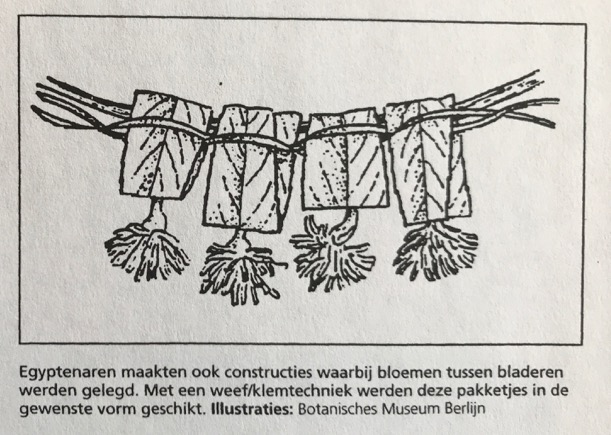 Egyptenaren maakten ook constructies waarbij bloemen tussen bladeren
werden gelegd. Met een weef/klemtechniek werden deze pakketjes in de
gewenste vorm geschikt. Illustraties: Botanisches Museum Berlijn